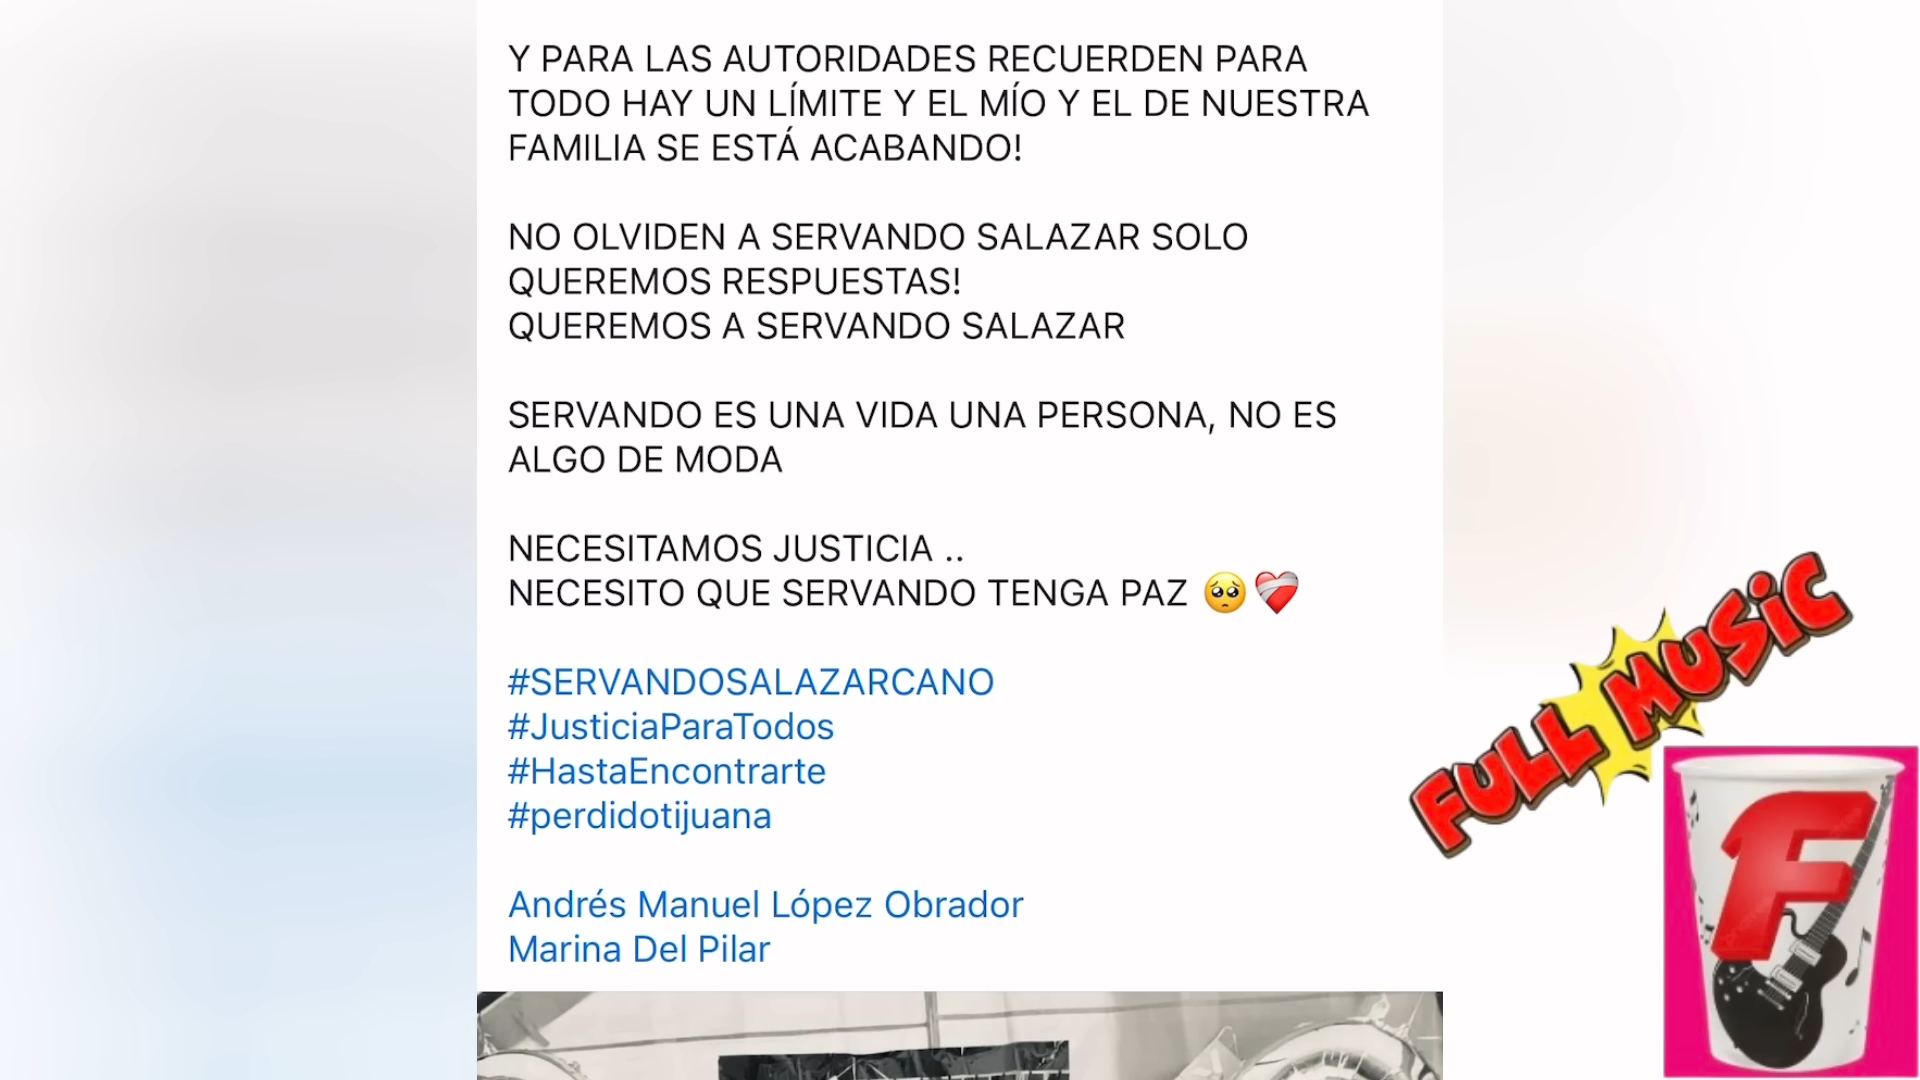 Y PARA LAS AUTORIDADES RECUERDEN PARA
TODO HAY UN LÍMITE Y EL MÍO Y EL DE NUESTRA
FAMILIA SE ESTÁ ACABANDO!
NO OLVIDEN A SERVANDO SALAZAR SOLO
QUEREMOS RESPUESTAS!
QUEREMOS A SERVANDO SALAZAR
SERVANDO ES UNA VIDA UNA PERSONA, NO ES
ALGO DE MODA
NECESITAMOS JUSTICIA ..
NECESITO QUE SERVANDO TENGA PAZ 🥺❤️‍🩹
#SERVANDOSALAZARCANO
#JusticiaParaTodos
#HastaEncontrarte
#perdidotijuana
Andrés Manuel López Obrador
Marina Del Pilar
FULL MUSiC
F